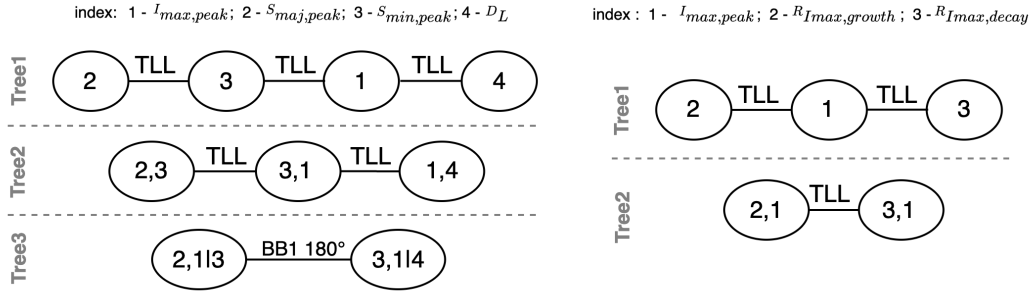 index: 1 - I_max,peak; 2 - S_maj,peak; 3 - S_min,peak; 4 - D_L
Tree1
2 TLL 3 TLL 1 TLL 4
Tree2
2,3 TLL 3,1 TLL 1,4
Tree3
2,1|3 BB1 180° 3,1|4
index : 1 - I_max,peak ; 2 - R_Imax,growth ; 3 - R_Imax,decay
Tree1
2 TLL 1 TLL 3
Tree2
2,1 TLL 3,1